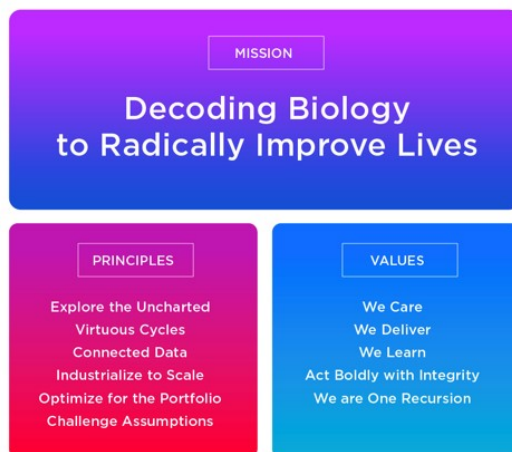 MISSION
Decoding Biology
to Radically Improve Lives
PRINCIPLES
Explore the Uncharted
Virtuous Cycles
Connected Data
Industrialize to Scale
Optimize for the Portfolio
Challenge Assumptions
VALUES
We Care
We Deliver
We Learn
Act Boldly with Integrity
We are One Recursion